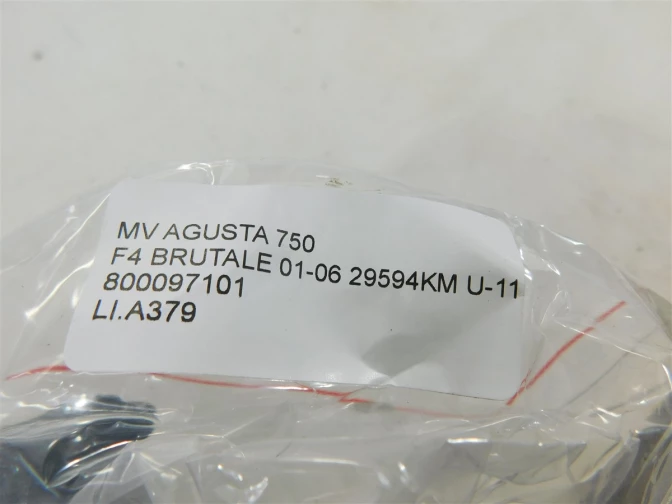 MV AGUSTA 750
F4 BRUTALE 01-06 29594KM U-11
800097101
LI.A379